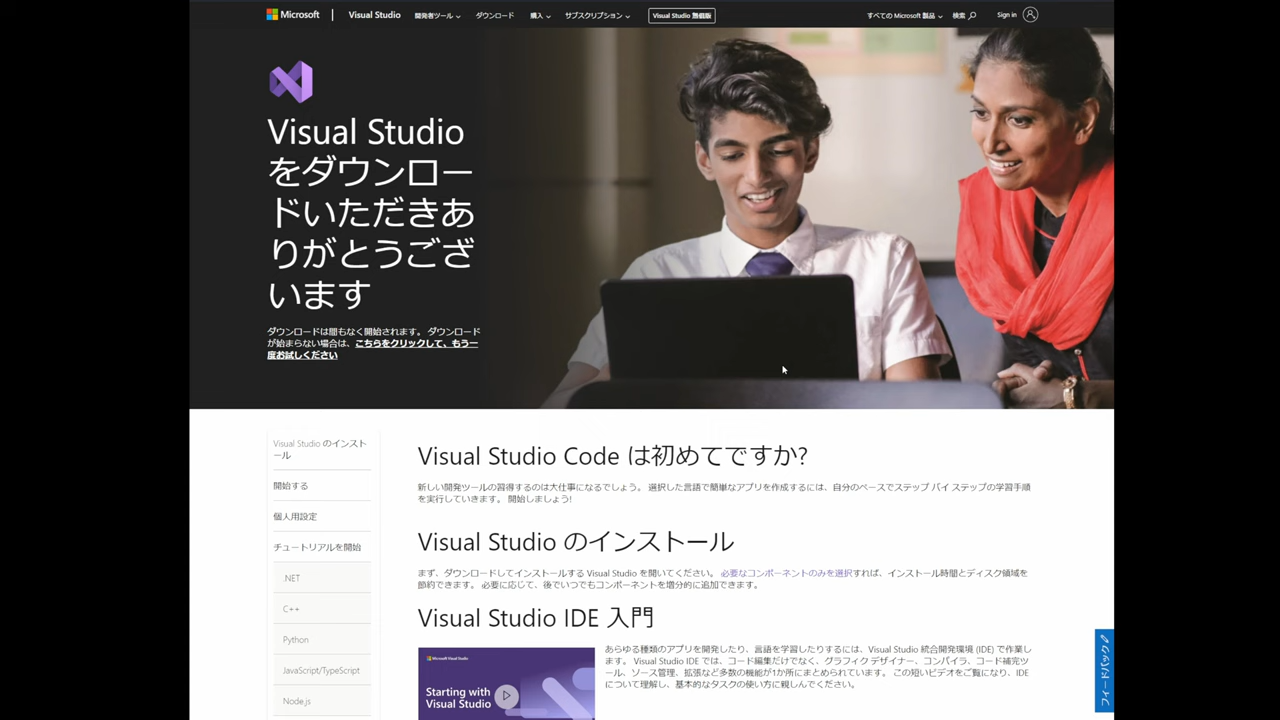 Microsoft
Visual Studio
開発者ツール
ダウンロード
購入
サブスクリプション
Visual Studio 無償版
すべての Microsoft 製品
検索
Sign in
Visual Studio
をダウンロー
ドいただきあ
りがとうござ
います
ダウンロードは間もなく開始されます。 ダウンロード
が始まらない場合は、こちらをクリックして、もう一
度お試しください
Visual Studio のインスト
ール
開始する
個人用設定
チュートリアルを開始
.NET
C++
Python
JavaScript/TypeScript
Node.js
Visual Studio Code は初めてですか?
新しい開発ツールの習得するのは大仕事になるでしょう。 選択した言語で簡単なアプリを作成するには、自分のペースでステップ バイ ステップの学習手順
を実行していきます。 開始しましょう!
Visual Studio のインストール
まず、ダウンロードしてインストールする Visual Studio を開いてください。 必要なコンポーネントのみを選択すれば、インストール時間とディスク領域を
節約できます。 必要に応じて、後でいつでもコンポーネントを増分的に追加できます。
Visual Studio IDE 入門
Microsoft Visual Studio
Starting with
Visual Studio
あらゆる種類のアプリを開発したり、言語を学習したりするには、Visual Studio 統合開発環境 (IDE) で作業し
ます。 Visual Studio IDE では、コード編集だけでなく、グラフィク デザイナー、コンパイラ、コード補完ツ
ール、ソース管理、拡張など多数の機能が1か所にまとめられています。 この短いビデオをご覧になり、IDE
について理解し、基本的なタスクの使い方に親しんでください。
フィードバック